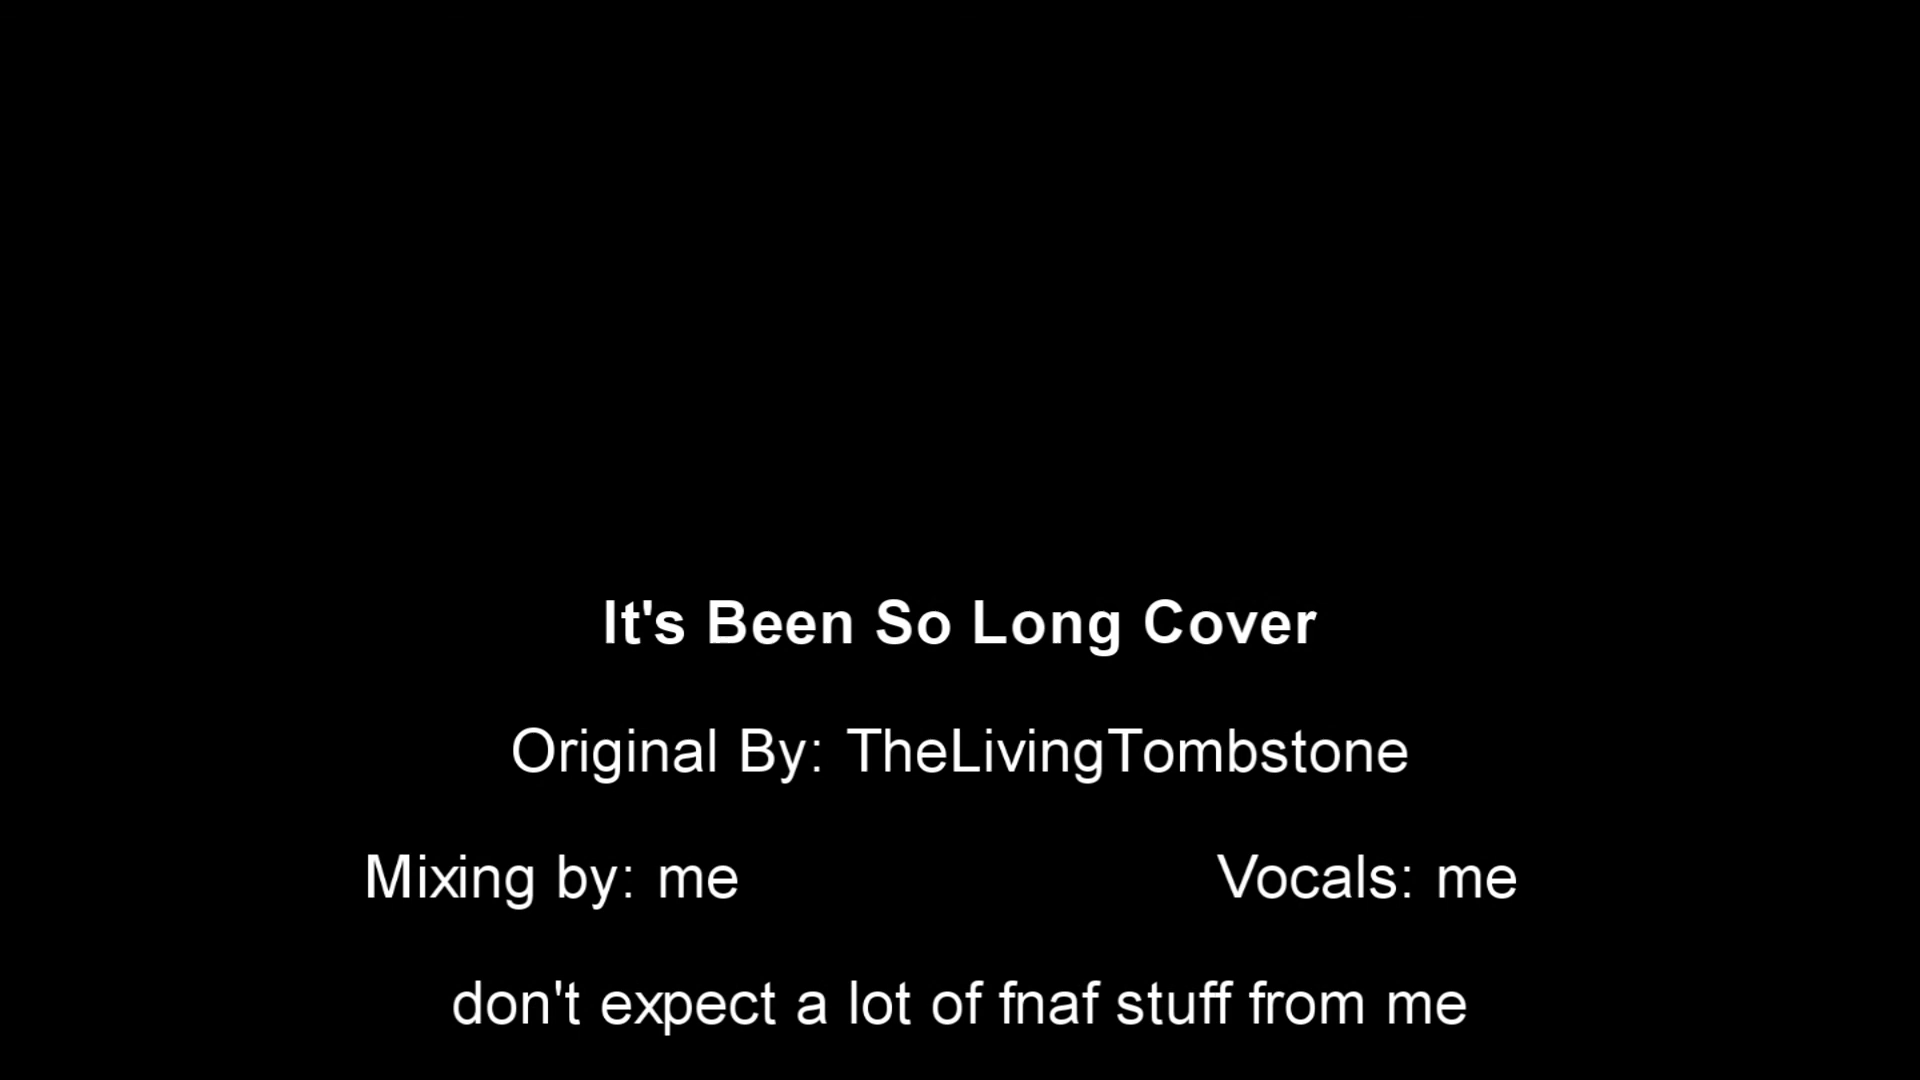 It's Been So Long Cover
Original By: TheLivingTombstone
Mixing by: me Vocals: me
don't expect a lot of fnaf stuff from me